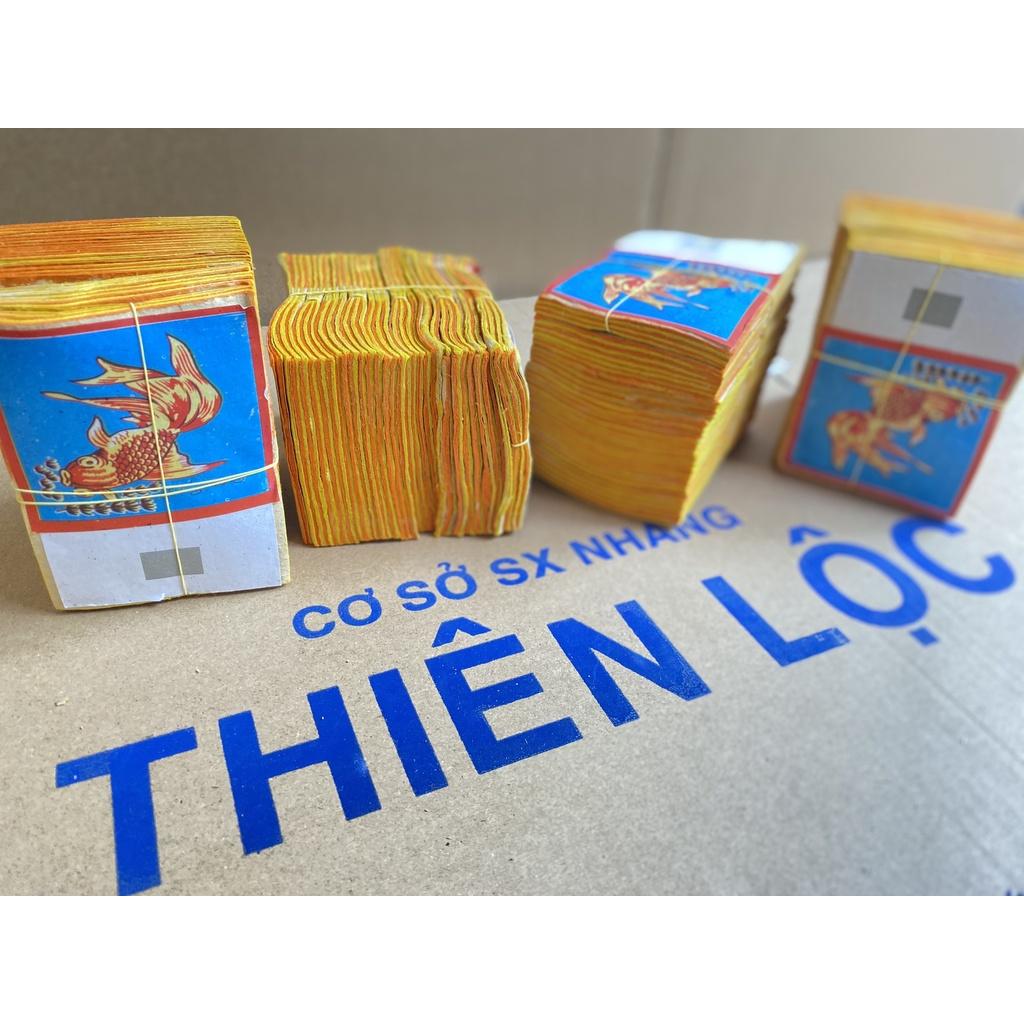 CƠ SỞ SX NHANG
THIÊN LỘC